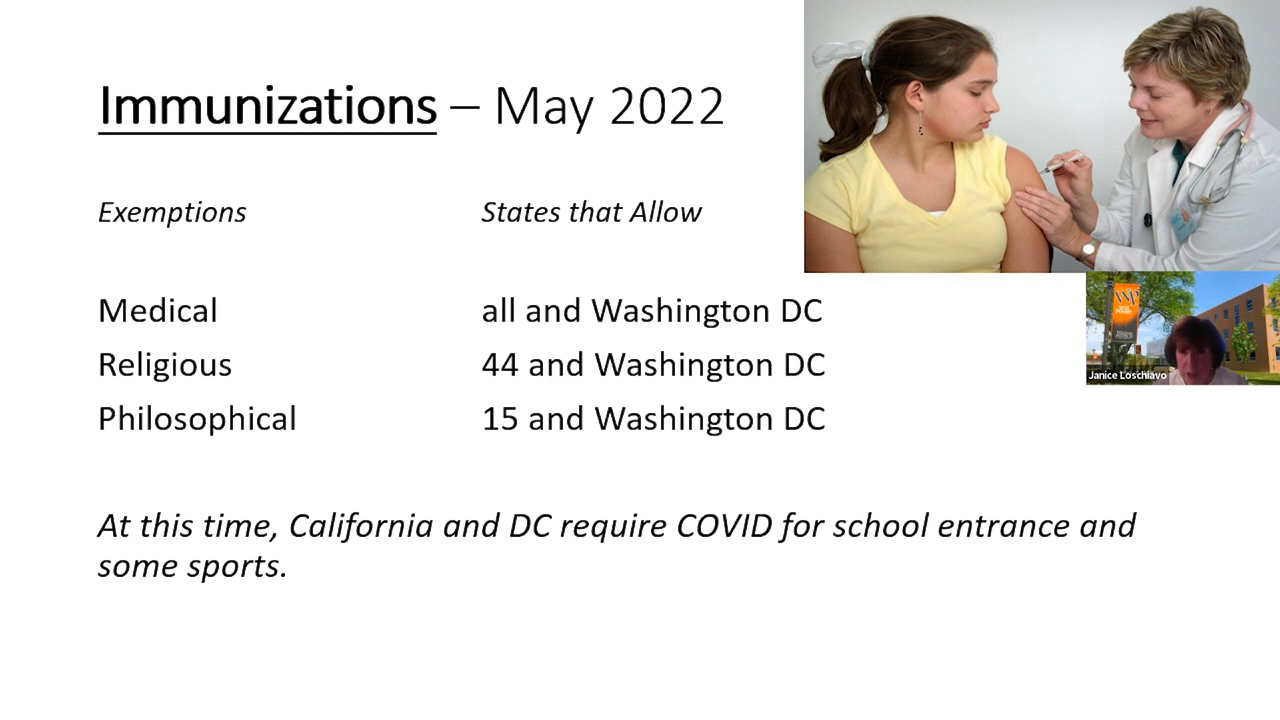 Immunizations – May 2022
Exemptions States that Allow
Medical all and Washington DC
Religious 44 and Washington DC
Philosophical 15 and Washington DC
At this time, California and DC require COVID for school entrance and
some sports.
Janice Loschiavo